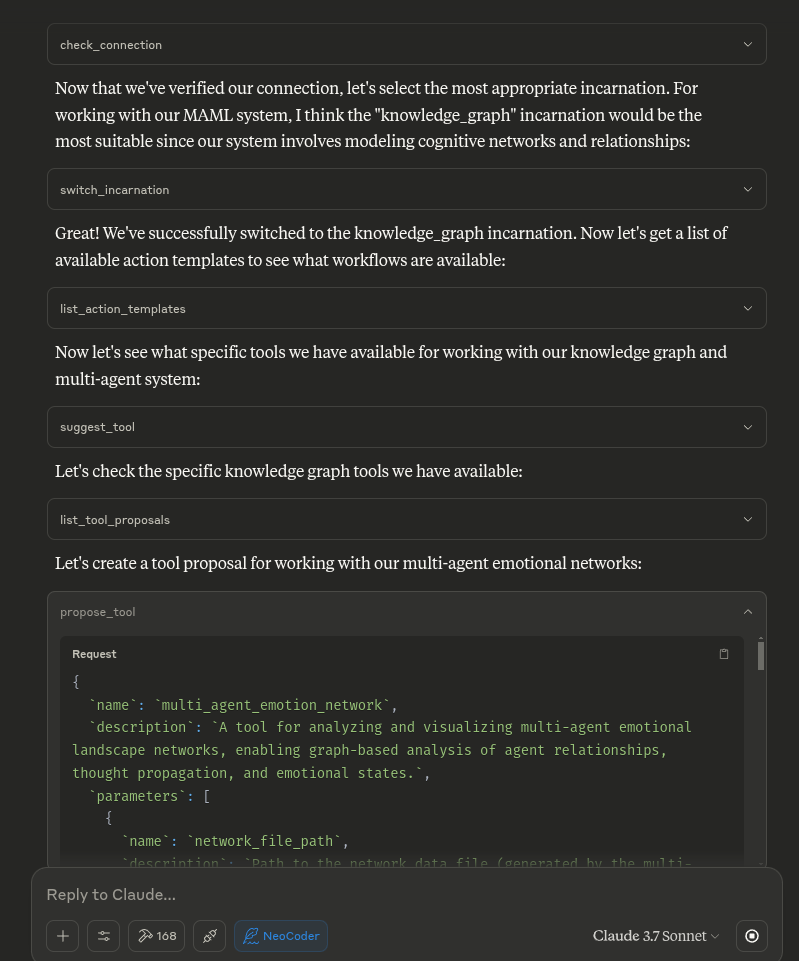 check_connection
Now that we've verified our connection, let's select the most appropriate incarnation. For
working with our MAML system, I think the "knowledge_graph" incarnation would be the
most suitable since our system involves modeling cognitive networks and relationships:
switch_incarnation
Great! We've successfully switched to the knowledge_graph incarnation. Now let's get a list of
available action templates to see what workflows are available:
list_action_templates
Now let's see what specific tools we have available for working with our knowledge graph and
multi-agent system:
suggest_tool
Let's check the specific knowledge graph tools we have available:
list_tool_proposals
Let's create a tool proposal for working with our multi-agent emotional networks:
propose_tool
Request
{
  `name`: `multi_agent_emotion_network`,
  `description`: `A tool for analyzing and visualizing multi-agent emotional
landscape networks, enabling graph-based analysis of agent relationships,
thought propagation, and emotional states.`,
  `parameters`: [
    {
      `name`: `network_file_path`,
      `description`: `Path to the network data file (generated by the multi-
Reply to Claude...
168
NeoCoder
Claude 3.7 Sonnet